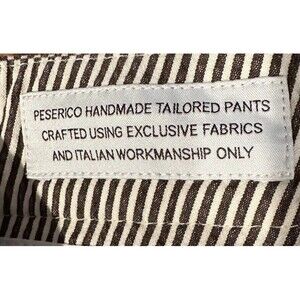 PESERICO HANDMADE TAILORED PANTS
CRAFTED USING EXCLUSIVE FABRICS
AND ITALIAN WORKMANSHIP ONLY